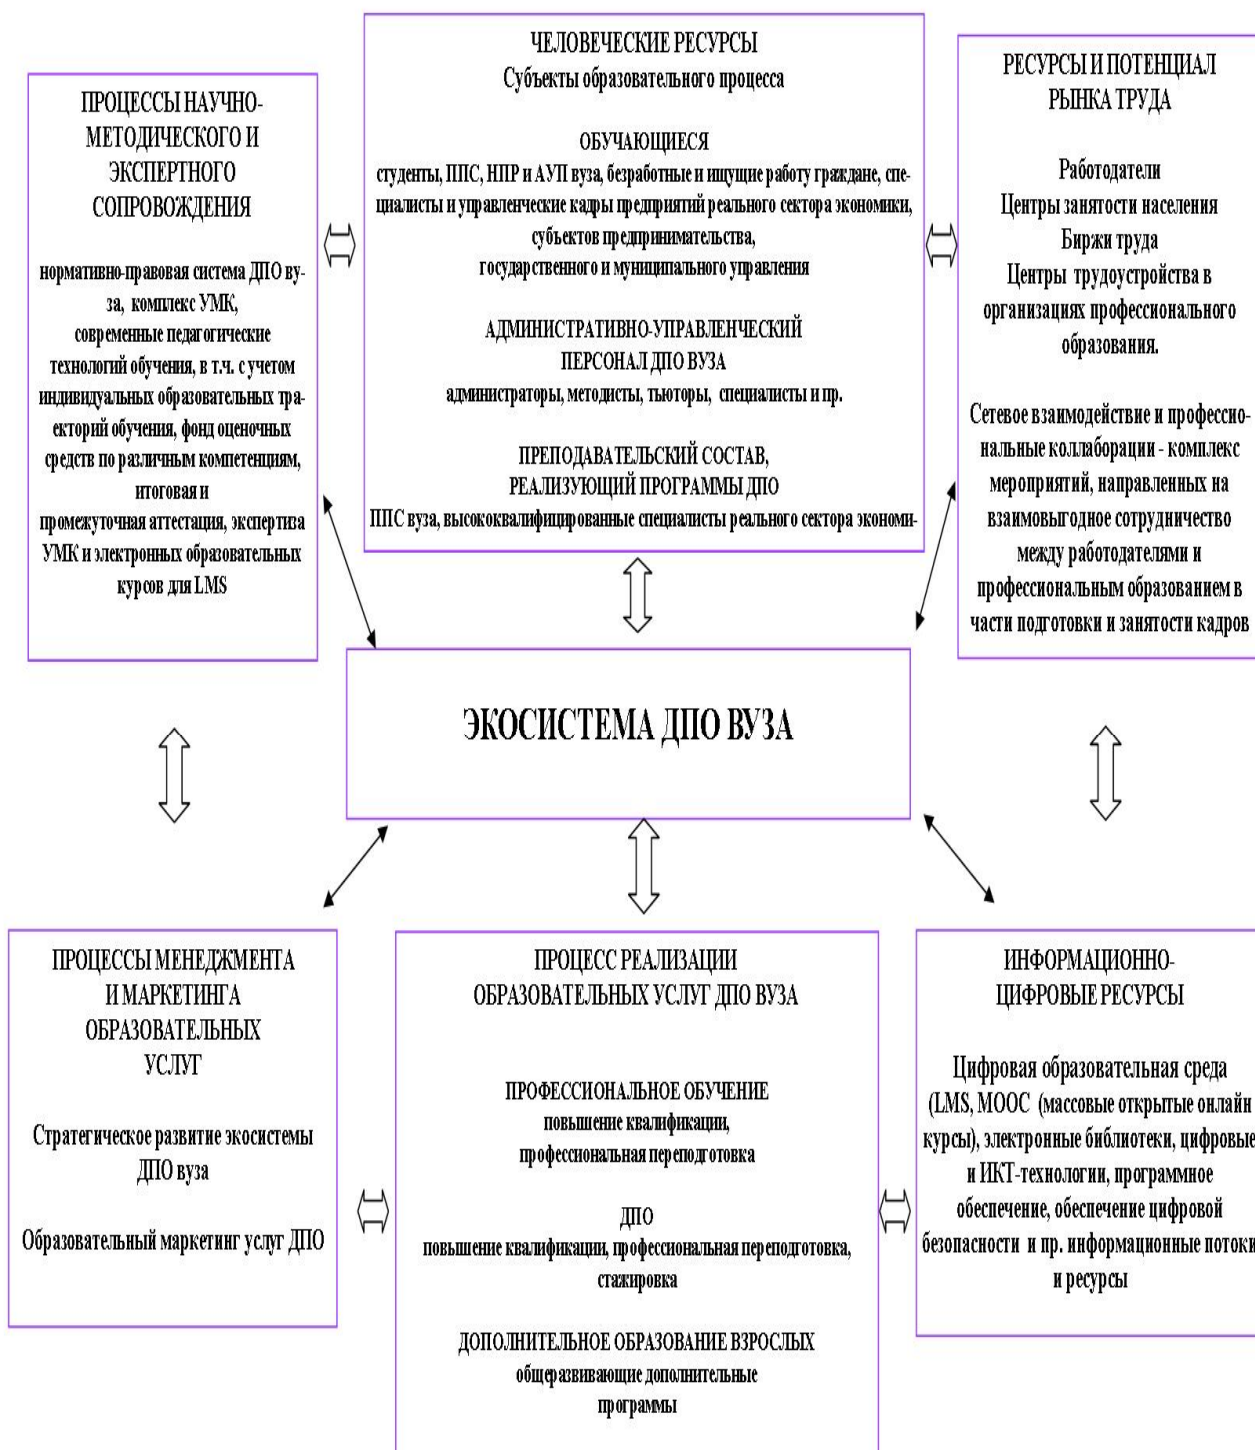 ПРОЦЕССЫ НАУЧНО-
МЕТОДИЧЕСКОГО И
ЭКСПЕРТНОГО
СОПРОВОЖДЕНИЯ
нормативно-правовая система ДПО ву-
за, комплекс УМК,
современные педагогические
технологий обучения, в т.ч. с учетом
индивидуальных образовательных тра-
екторий обучения, фонд оценочных
средств по различным компетенциям,
итоговая и
промежуточная аттестация, экспертиза
УМК и электронных образовательных
курсов для LMS
ЧЕЛОВЕЧЕСКИЕ РЕСУРСЫ
Субъекты образовательного процесса
ОБУЧАЮЩИЕСЯ
студенты, ППС, НПР и АУП вуза, безработные и ищущие работу граждане, спе-
циалисты и управленческие кадры предприятий реального сектора экономики,
субъектов предпринимательства,
государственного и муниципального управления
АДМИНИСТРАТИВНО-УПРАВЛЕНЧЕСКИЙ
ПЕРСОНАЛ ДПО ВУЗА
администраторы, методисты, тьюторы, специалисты и пр.
ПРЕПОДАВАТЕЛЬСКИЙ СОСТАВ,
РЕАЛИЗУЮЩИЙ ПРОГРАММЫ ДПО
ППС вуза, высококвалифицированные специалисты реального сектора экономи-
РЕСУРСЫ И ПОТЕНЦИАЛ
РЫНКА ТРУДА
Работодатели
Центры занятости населения
Биржи труда
Центры трудоустройства в
организациях профессионального
образования.
Сетевое взаимодействие и профессио-
нальные коллаборации - комплекс
мероприятий, направленных на
взаимовыгодное сотрудничество
между работодателями и
профессиональным образованием в
части подготовки и занятости кадров
ЭКОСИСТЕМА ДПО ВУЗА
ПРОЦЕССЫ МЕНЕДЖМЕНТА
И МАРКЕТИНГА
ОБРАЗОВАТЕЛЬНЫХ
УСЛУГ
Стратегическое развитие экосистемы
ДПО вуза
Образовательный маркетинг услуг ДПО
ПРОЦЕСС РЕАЛИЗАЦИИ
ОБРАЗОВАТЕЛЬНЫХ УСЛУГ ДПО ВУЗА
ПРОФЕССИОНАЛЬНОЕ ОБУЧЕНИЕ
повышение квалификации,
профессиональная переподготовка
ДПО
повышение квалификации, профессиональная переподготовка,
стажировка
ДОПОЛНИТЕЛЬНОЕ ОБРАЗОВАНИЕ ВЗРОСЛЫХ
общеразвивающие дополнительные
программы
ИНФОРМАЦИОННО-
ЦИФРОВЫЕ РЕСУРСЫ
Цифровая образовательная среда
(LMS, МООС (массовые открытые онлайн
курсы), электронные библиотеки, цифровые
и ИКТ-технологии, программное
обеспечение, обеспечение цифровой
безопасности и пр. информационные потоки
и ресурсы